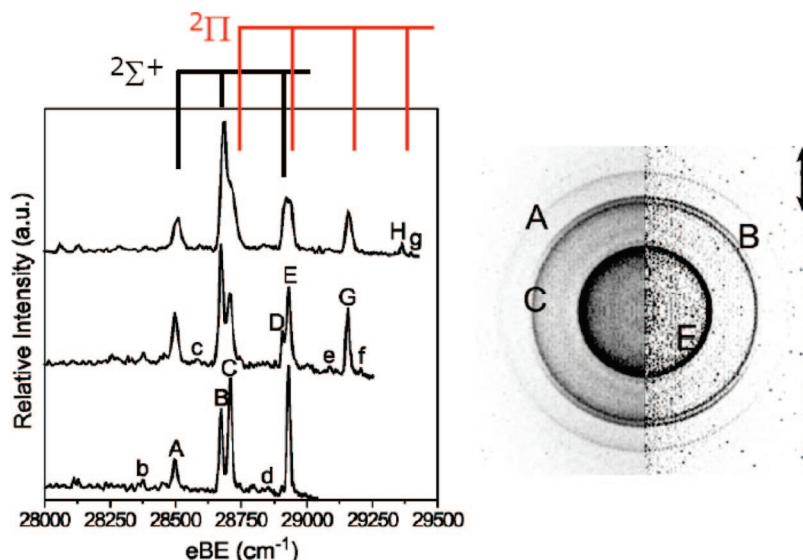 ²Π
²Σ⁺
H
g
E
G
D
c
C
e
f
B
A
b
d
28000 28250 28500 28750 29000 29250 29500
eBE (cm⁻¹)
Relative Intensity (a.u.)
A
B
C
E